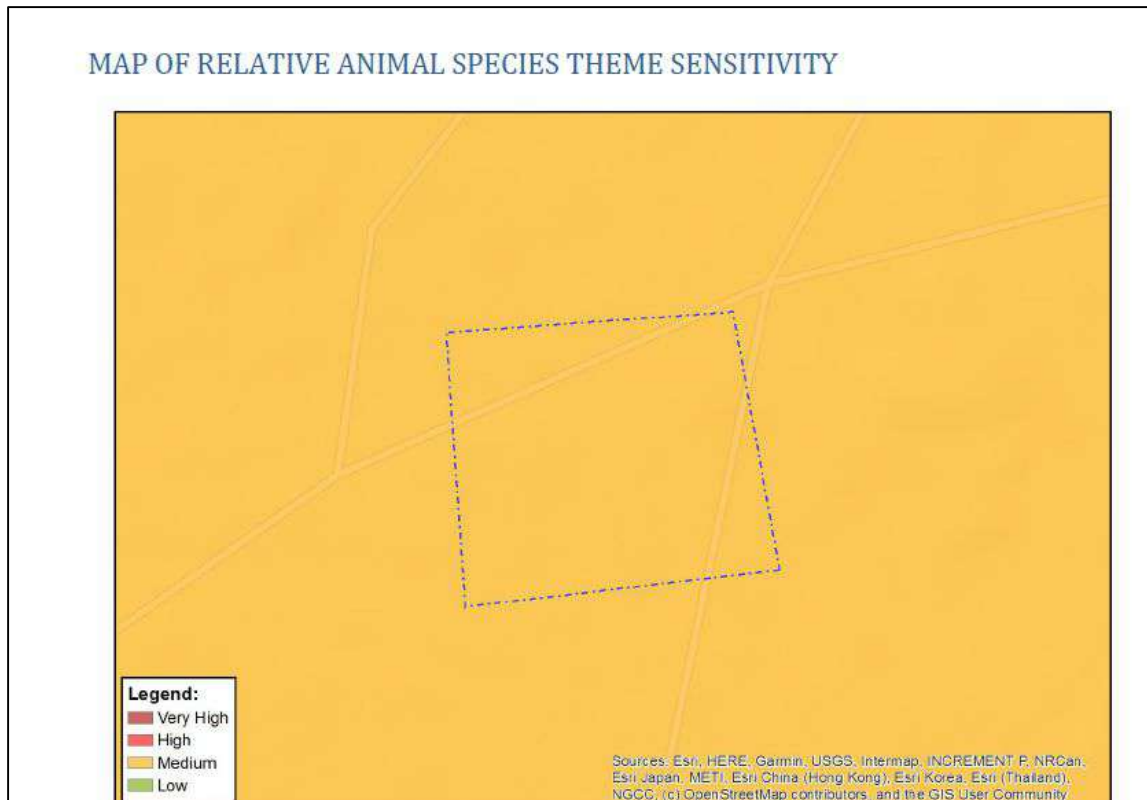 MAP OF RELATIVE ANIMAL SPECIES THEME SENSITIVITY
Legend:
Very High
High
Medium
Low
Sources: Esri, HERE, Garmin, USGS, Intermap, INCREMENT P, NRCan,
Esri Japan, METI, Esri China (Hong Kong), Esri Korea, Esri (Thailand),
NGCC, (c) OpenStreetMap contributors, and the GIS User Community